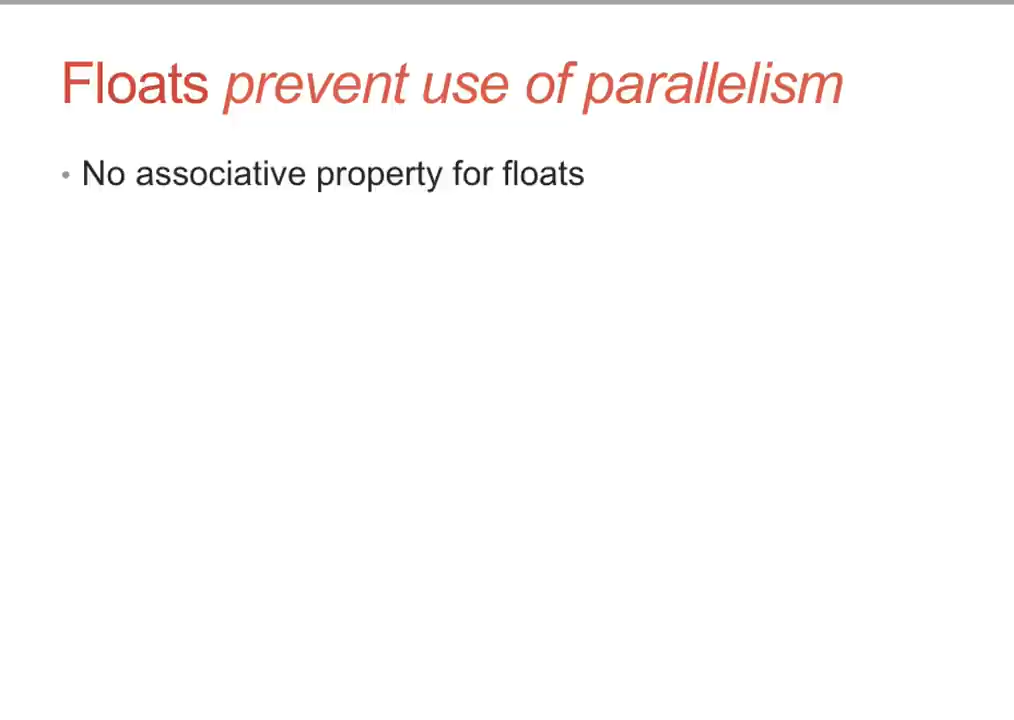 Floats prevent use of parallelism
• No associative property for floats